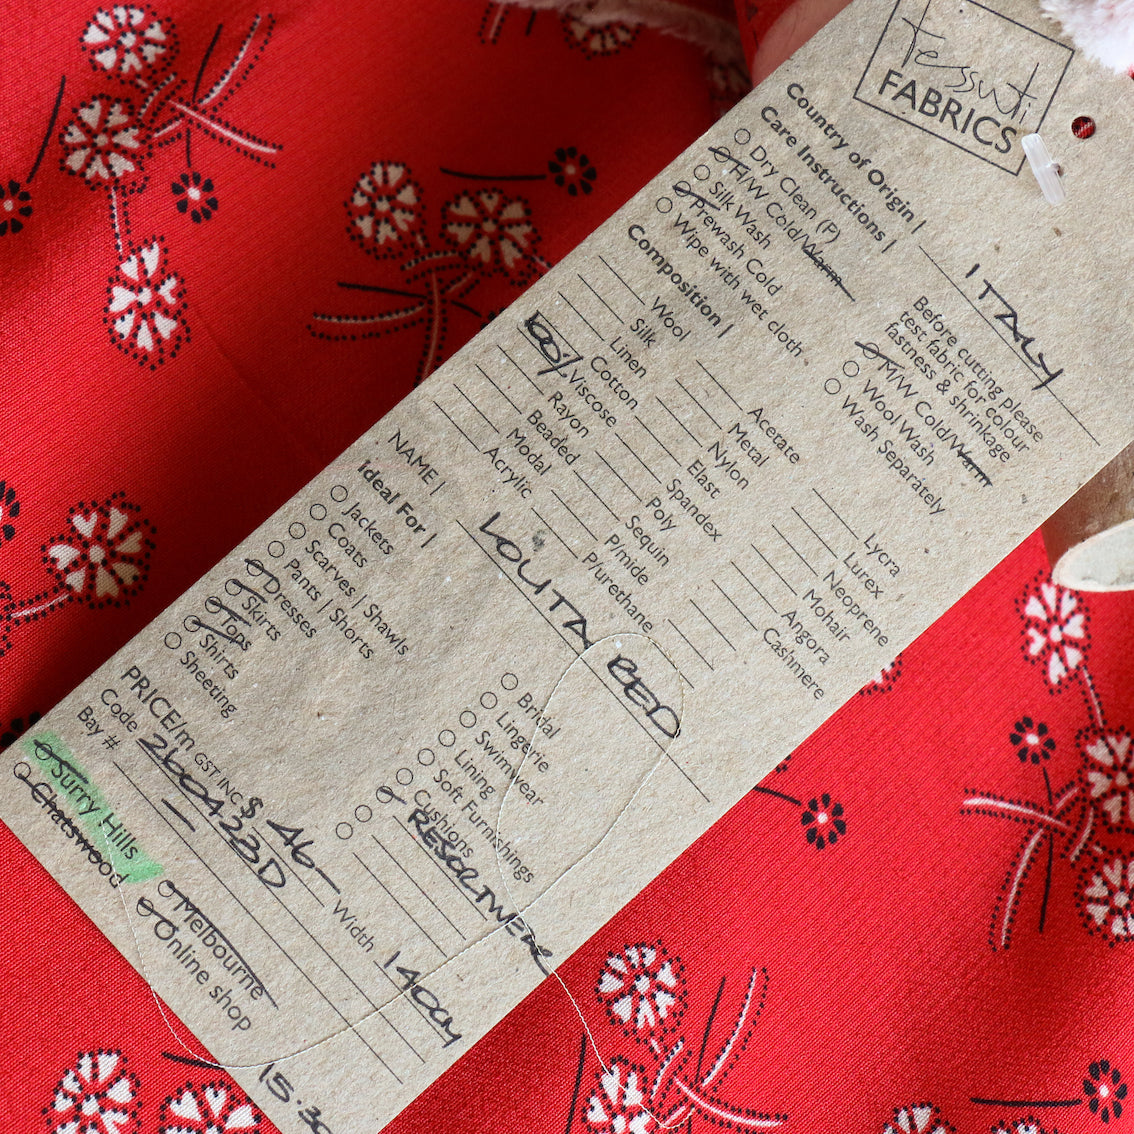 Tessuti
FABRICS
Country of Origin | ITALY
Care Instructions |
Dry Clean (P)
H/W Cold/Warm
Silk Wash
Prewash Cold
Wipe with wet cloth
Before cutting please
test fabric for colour
fastness & shrinkage
M/W Cold/Warm
Wool Wash
Wash Separately
Composition |
Wool
Silk
Linen
Cotton
100% Viscose
Rayon
Beaded
Modal
Acrylic
Acetate
Metal
Nylon
Elast
Spandex
Poly
Sequin
P/mide
P/urethane
Lycra
Lurex
Neoprene
Mohair
Angora
Cashmere
NAME | LOLITA RED
Ideal For |
Jackets
Coats
Scarves | Shawls
Pants | Shorts
Dresses
Skirts
Tops
Shirts
Sheeting
Bridal
Lingerie
Swimwear
Lining
Soft Furnishings
Cushions
RESORTWEAR
PRICE/m GST INC $ 46- Width 140cm
Code 260423D
Bay # –
Surry Hills
Chatswood
Melbourne
Online shop
15.30